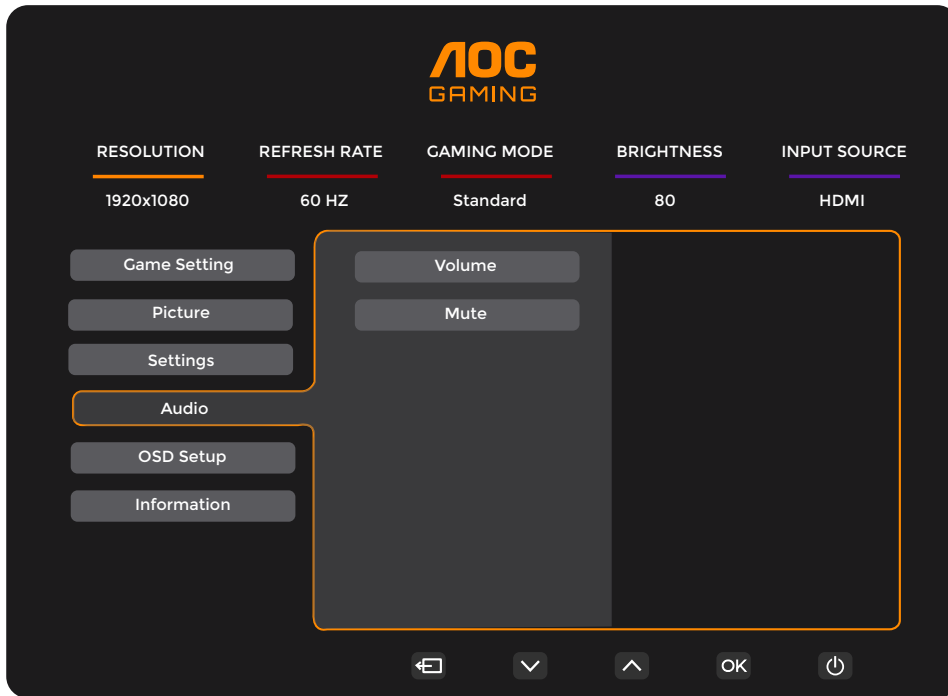 AOC
GAMING
RESOLUTION REFRESH RATE GAMING MODE BRIGHTNESS INPUT SOURCE
1920x1080 60 HZ Standard 80 HDMI
Game Setting
Picture
Settings
Audio
OSD Setup
Information
Volume
Mute
OK